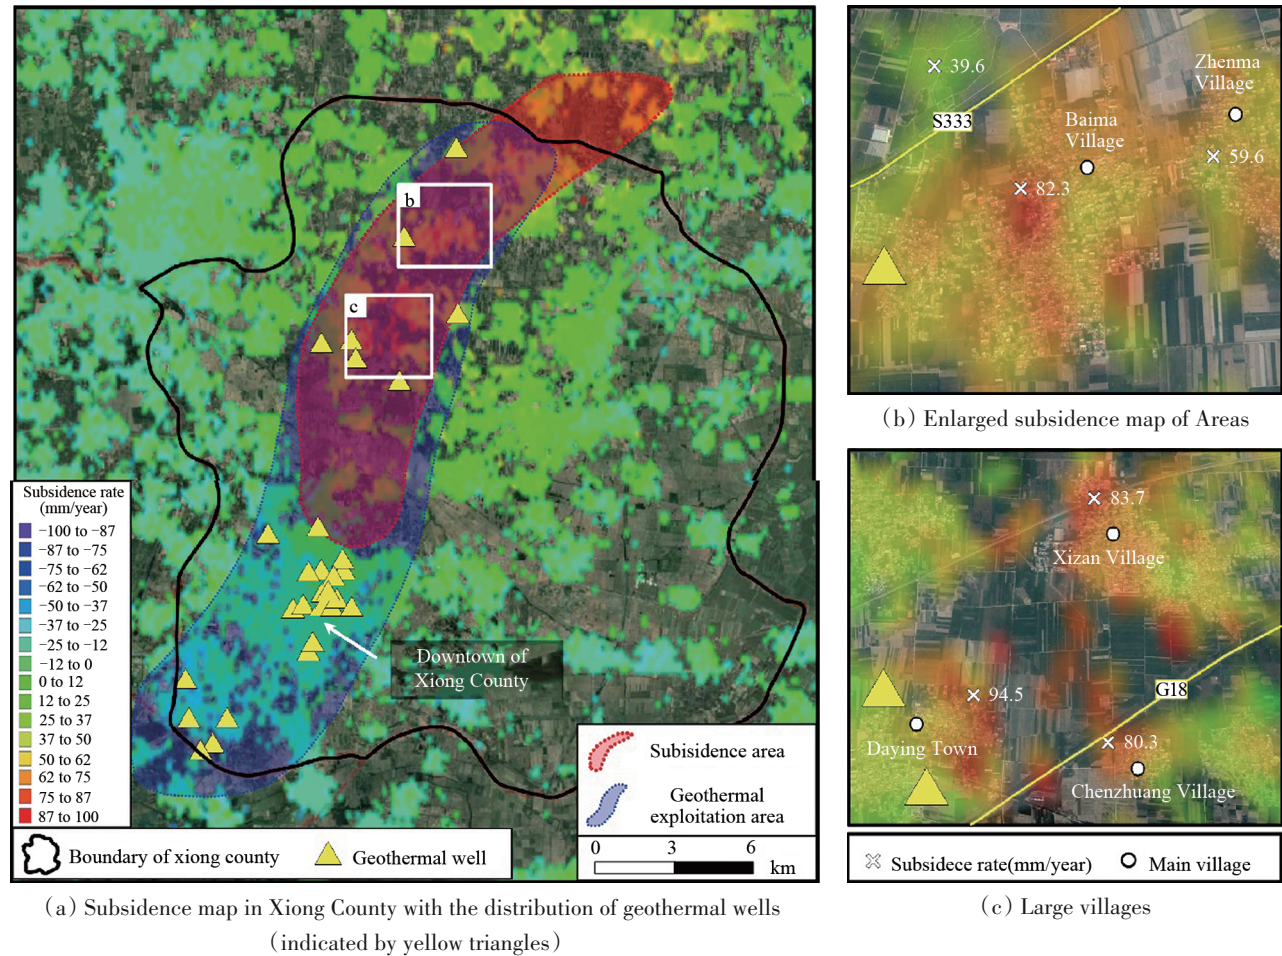 b
c
Subsidence rate
(mm/year)
−100 to −87
−87 to −75
−75 to −62
−62 to −50
−50 to −37
−37 to −25
−25 to −12
−12 to 0
0 to 12
12 to 25
25 to 37
37 to 50
50 to 62
62 to 75
75 to 87
87 to 100
Downtown of
Xiong County
Subisidence area
Geothermal
exploitation area
0 3 6
km
Boundary of xiong county
Geothermal well
(a) Subsidence map in Xiong County with the distribution of geothermal wells
(indicated by yellow triangles)
39.6
S333
Zhenma
Village
Baima
Village
59.6
82.3
(b) Enlarged subsidence map of Areas
83.7
Xizan Village
G18
94.5
Daying Town
80.3
Chenzhuang Village
Subsidece rate(mm/year)
Main village
(c) Large villages